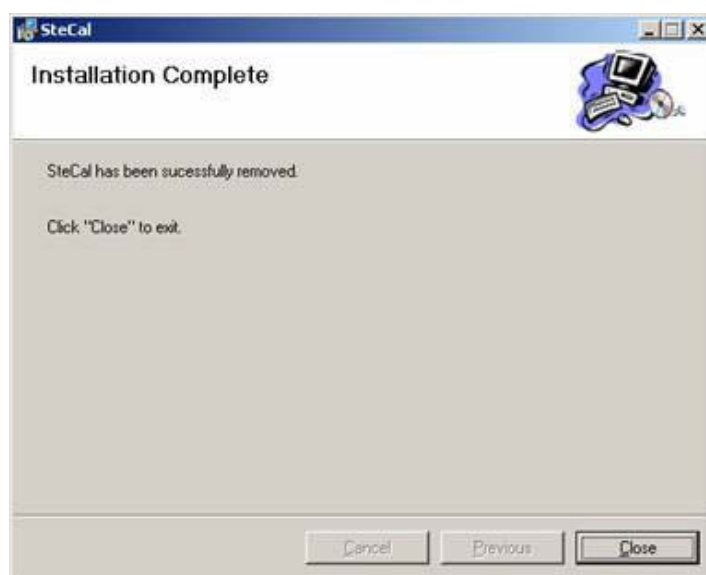 SteCal
Installation Complete
SteCal has been sucessfully removed.
Click "Close" to exit.
Cancel
Previous
Close